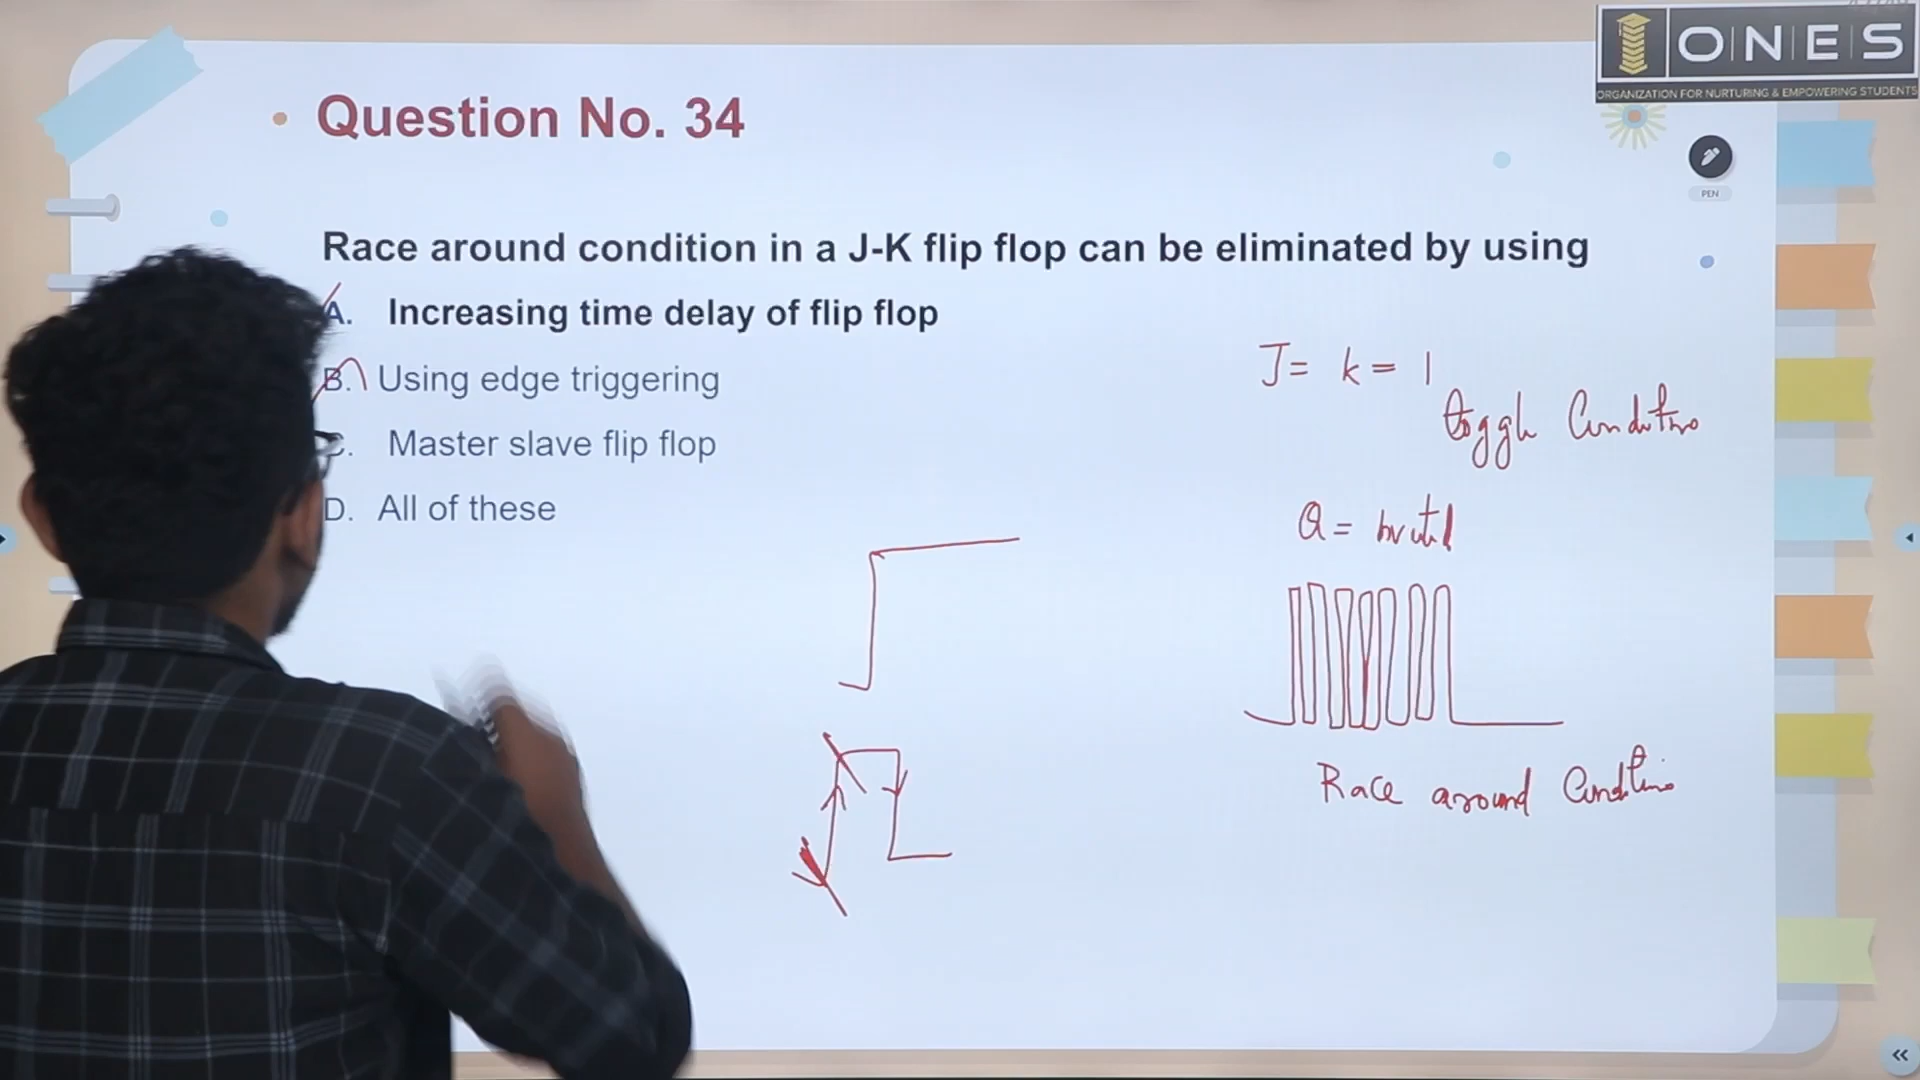 ONES
ORGANIZATION FOR NURTURING & EMPOWERING STUDENTS
Question No. 34
PEN
Race around condition in a J-K flip flop can be eliminated by using
A. Increasing time delay of flip flop
B. Using edge triggering
C. Master slave flip flop
D. All of these
J = k = 1
toggle Condition
Q =
Race around Condition